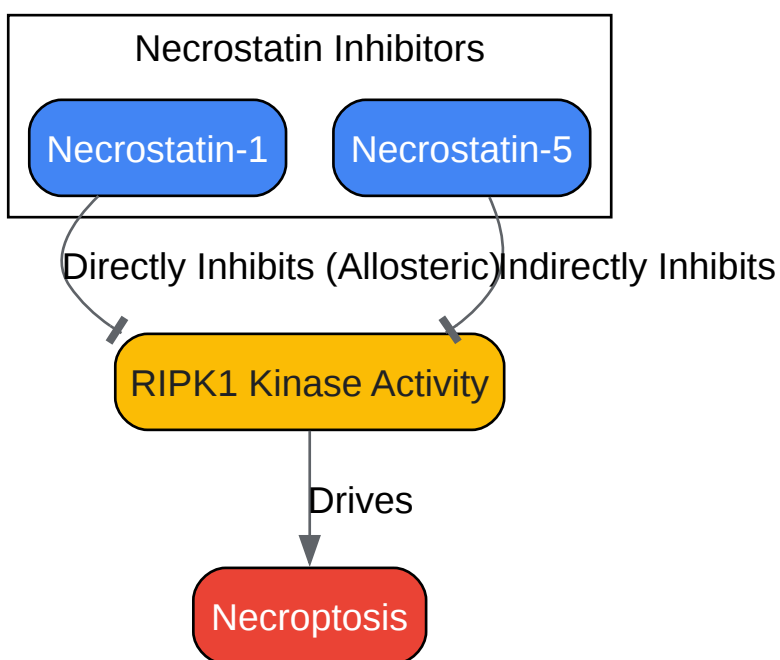 Necrostatin Inhibitors
Necrostatin-1
Necrostatin-5
Directly Inhibits (Allosteric)
Indirectly Inhibits
RIPK1 Kinase Activity
Drives
Necroptosis